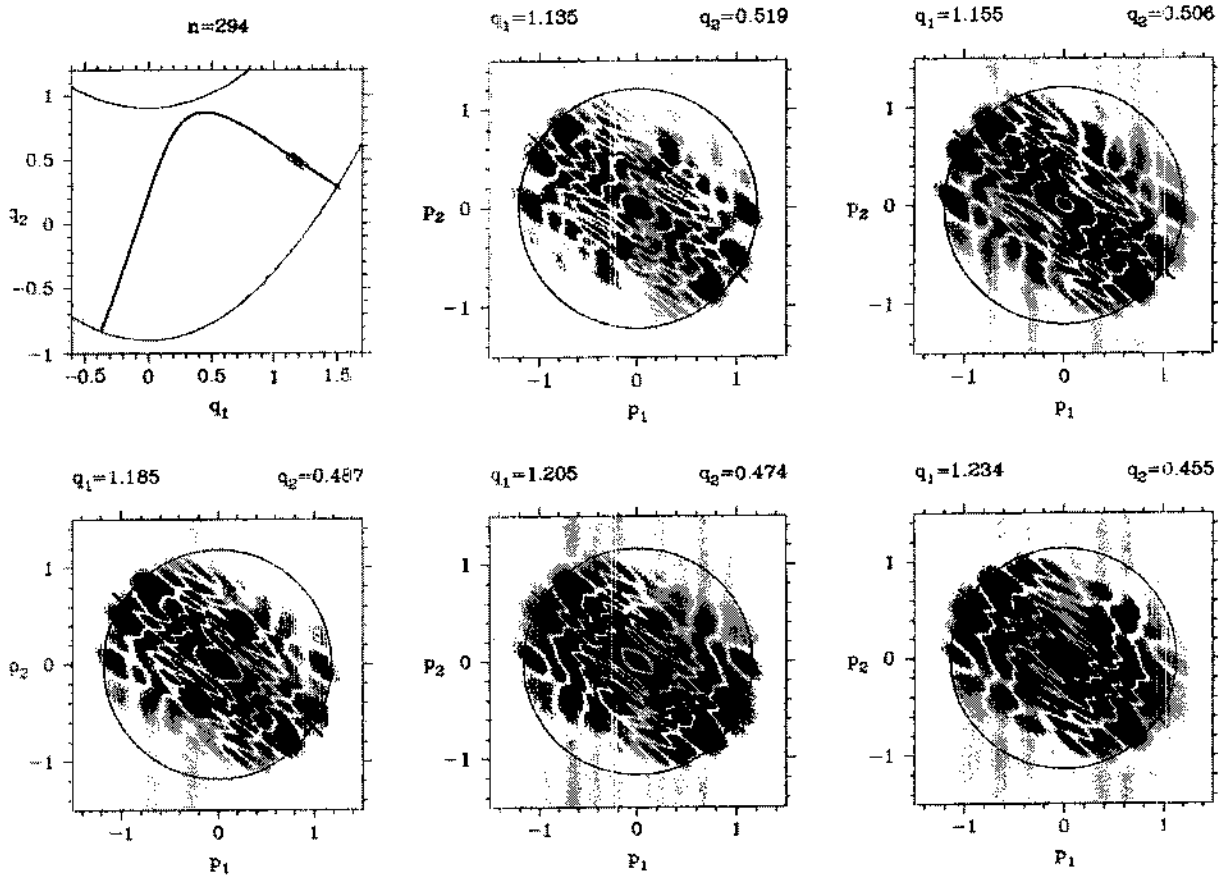 n=294
q₁=1.135 q₂=0.519
q₁=1.155 q₂=0.506
1
0.5
q₂
0
-0.5
-1
-0.5 0 0.5 1 1.5
q₁
1
p₂ 0
-1
-1 0 1
p₁
1
p₂ 0
-1
-1 0 1
p₁
q₁=1.185 q₂=0.487
q₁=1.205 q₂=0.474
q₁=1.234 q₂=0.455
1
p₂ 0
-1
-1 0 1
p₁
1
p₂ 0
-1
-1 0 1
p₁
1
p₂ 0
-1
-1 0 1
p₁